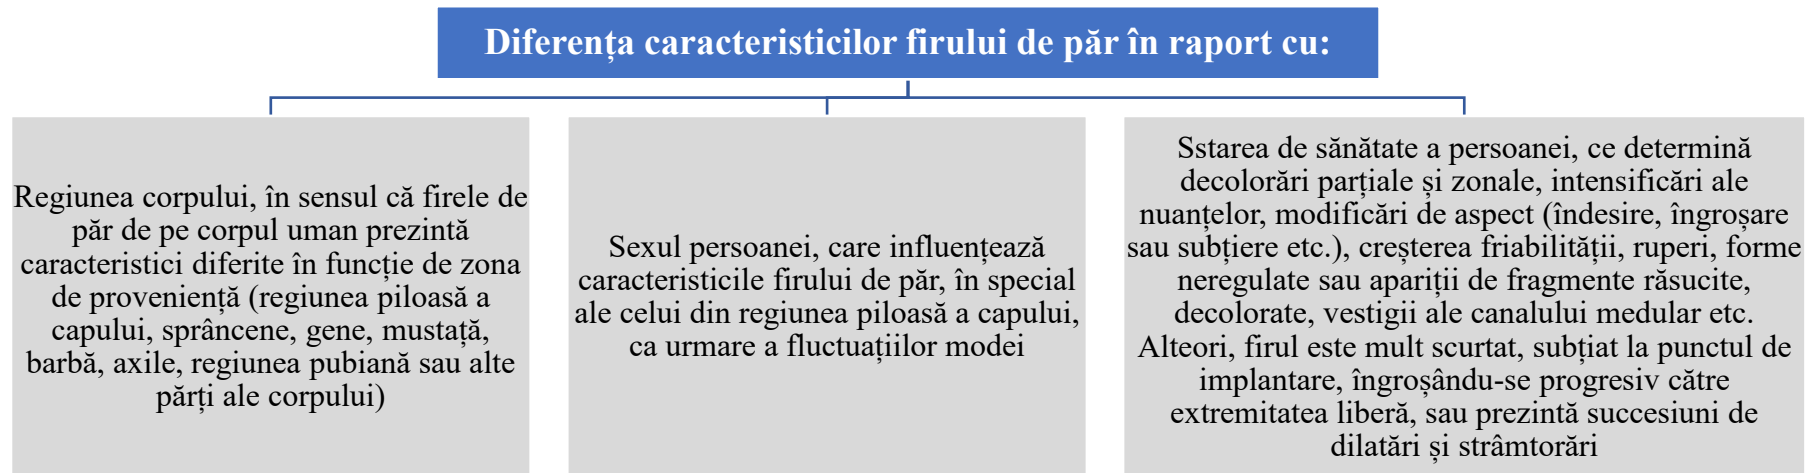 Diferența caracteristicilor firului de păr în raport cu:
Regiunea corpului, în sensul că firele de
păr de pe corpul uman prezintă
caracteristici diferite în funcție de zona
de proveniență (regiunea piloasă a
capului, sprâncene, gene, mustață,
barbă, axile, regiunea pubiană sau alte
părți ale corpului)
Sexul persoanei, care influențează
caracteristicile firului de păr, în special
ale celui din regiunea piloasă a capului,
ca urmare a fluctuațiilor modei
Sstarea de sănătate a persoanei, ce determină
decolorări parțiale și zonale, intensificări ale
nuanțelor, modificări de aspect (îndesire, îngroșare
sau subțiere etc.), creșterea friabilității, ruperi, forme
neregulate sau apariții de fragmente răsucite,
decolorate, vestigii ale canalului medular etc.
Alteori, firul este mult scurtat, subțiat la punctul de
implantare, îngroșându-se progresiv către
extremitatea liberă, sau prezintă succesiuni de
dilatări și strâmtorări